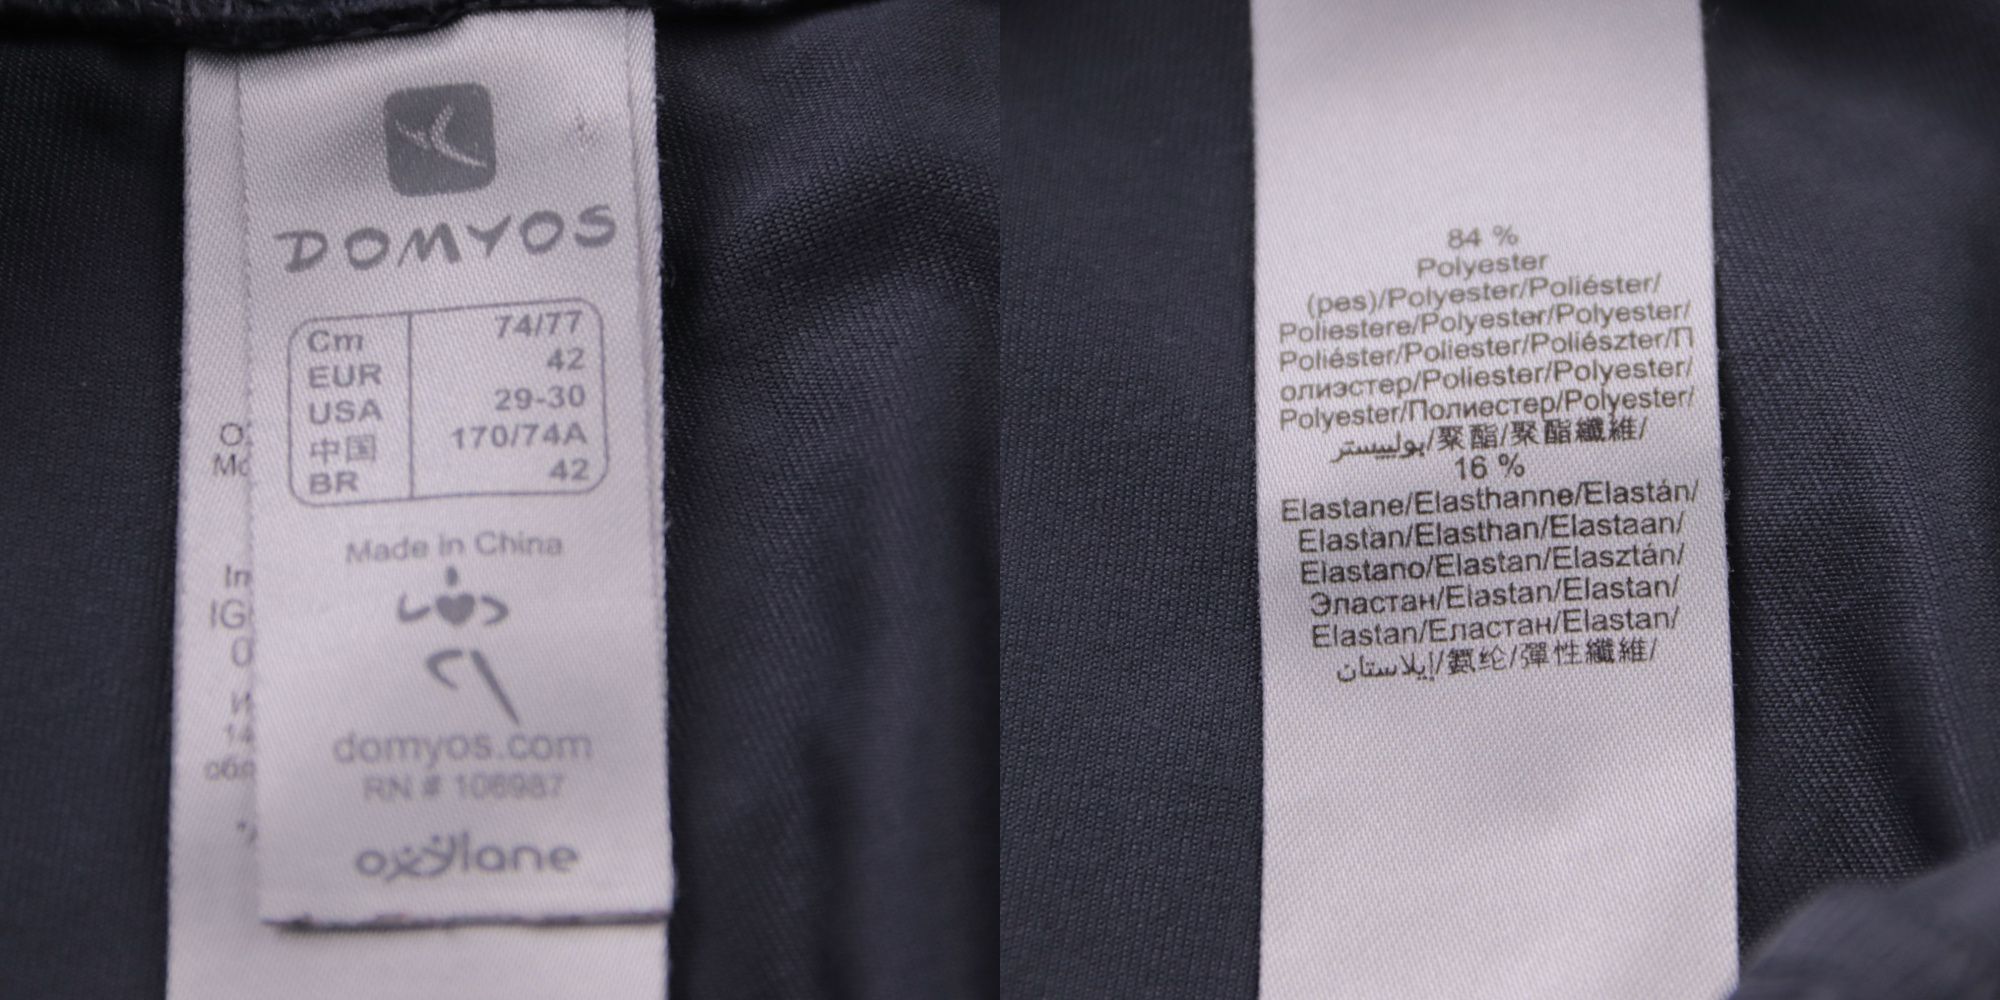 DOMYOS
Cm 74/77
EUR 42
USA 29-30
中国 170/74A
BR 42
Made in China
domyos.com
RN # 106987
oxylane
IG
84 %
Polyester
(pes)/Polyester/Poliéster/
Poliestere/Polyester/Polyester/
Poliéster/Poliester/Poliészter/П
олиэстер/Poliester/Polyester/
Polyester/Полиестер/Polyester/
بوليیستر/聚酯/聚酯纖維/
16 %
Elastane/Elasthanne/Elastán/
Elastan/Elasthan/Elastaan/
Elastano/Elastan/Elasztán/
Эластан/Elastan/Elastan/
Elastan/Еластан/Elastan/
إيلاستان/氨纶/彈性纖維/